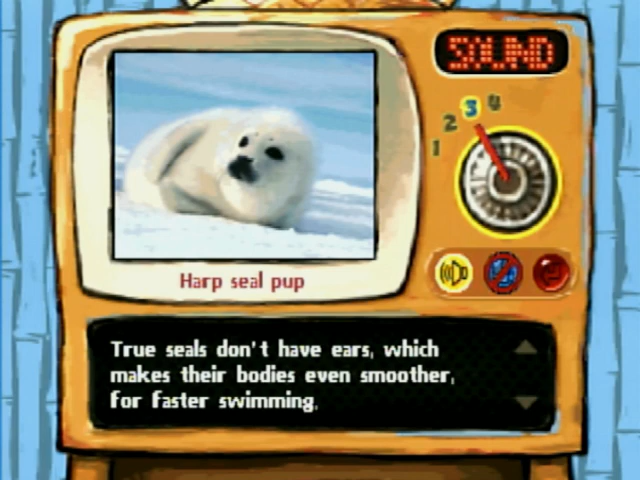 SOUND
1 2 3 4
Harp seal pup
True seals don't have ears, which
makes their bodies even smoother,
for faster swimming.